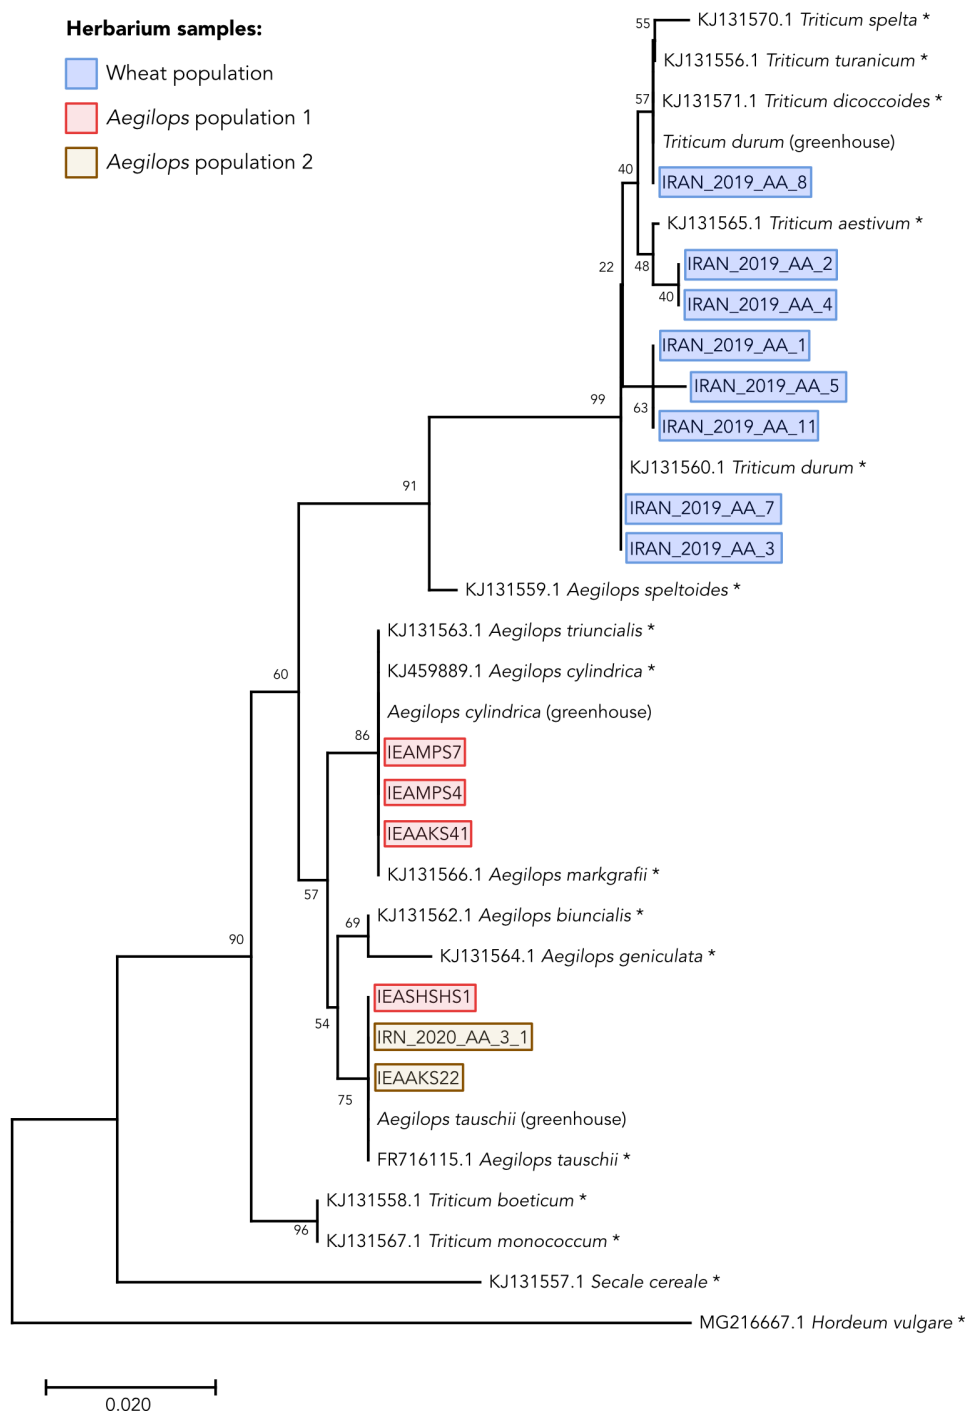 Herbarium samples:
Wheat population
Aegilops population 1
Aegilops population 2
55
KJ131570.1 Triticum spelta *
KJ131556.1 Triticum turanicum *
57
KJ131571.1 Triticum dicoccoides *
Triticum durum (greenhouse)
40
IRAN_2019_AA_8
KJ131565.1 Triticum aestivum *
22
48
IRAN_2019_AA_2
40
IRAN_2019_AA_4
IRAN_2019_AA_1
IRAN_2019_AA_5
99
63
IRAN_2019_AA_11
KJ131560.1 Triticum durum *
91
IRAN_2019_AA_7
IRAN_2019_AA_3
KJ131559.1 Aegilops speltoides *
KJ131563.1 Aegilops triuncialis *
60
KJ459889.1 Aegilops cylindrica *
Aegilops cylindrica (greenhouse)
86
IEAMPS7
IEAMPS4
IEAAKS41
KJ131566.1 Aegilops markgrafii *
57
KJ131562.1 Aegilops biuncialis *
69
90
KJ131564.1 Aegilops geniculata *
IEASHSHS1
54
IRN_2020_AA_3_1
IEAAKS22
75
Aegilops tauschii (greenhouse)
FR716115.1 Aegilops tauschii *
KJ131558.1 Triticum boeticum *
96
KJ131567.1 Triticum monococcum *
KJ131557.1 Secale cereale *
MG216667.1 Hordeum vulgare *
0.020